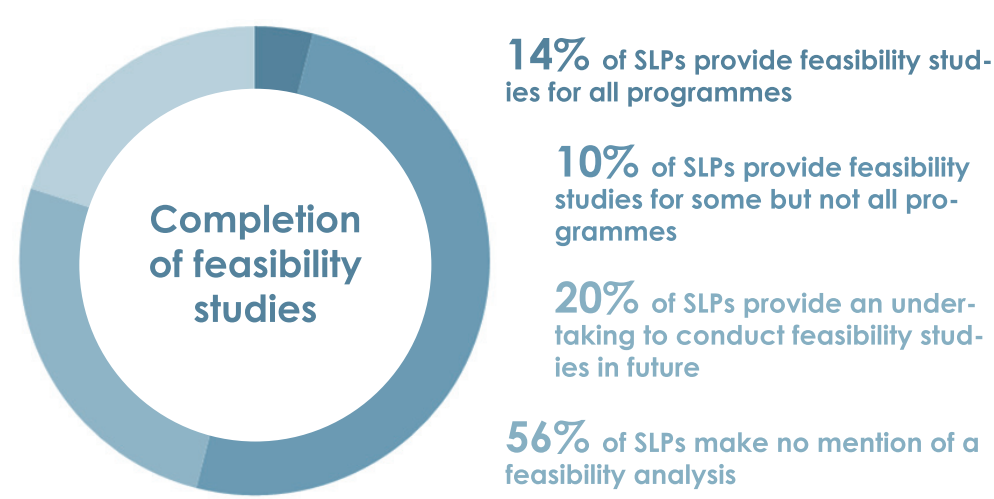 Completion
of feasibility
studies
14% of SLPs provide feasibility stud-
ies for all programmes
10% of SLPs provide feasibility
studies for some but not all pro-
grammes
20% of SLPs provide an under-
taking to conduct feasibility stud-
ies in future
56% of SLPs make no mention of a
feasibility analysis